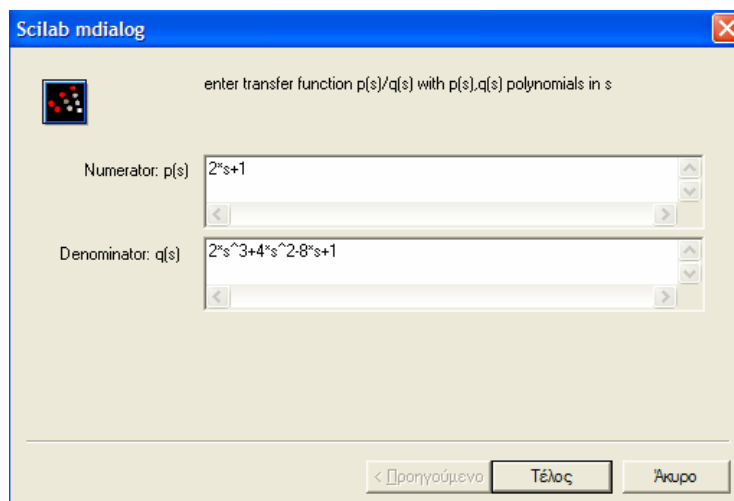 Scilab mdialog
enter transfer function p(s)/q(s) with p(s),q(s) polynomials in s
Numerator: p(s)
2*s+1
Denominator: q(s)
2*s^3+4*s^2-8*s+1
< Προηγούμενο
Τέλος
Άκυρο